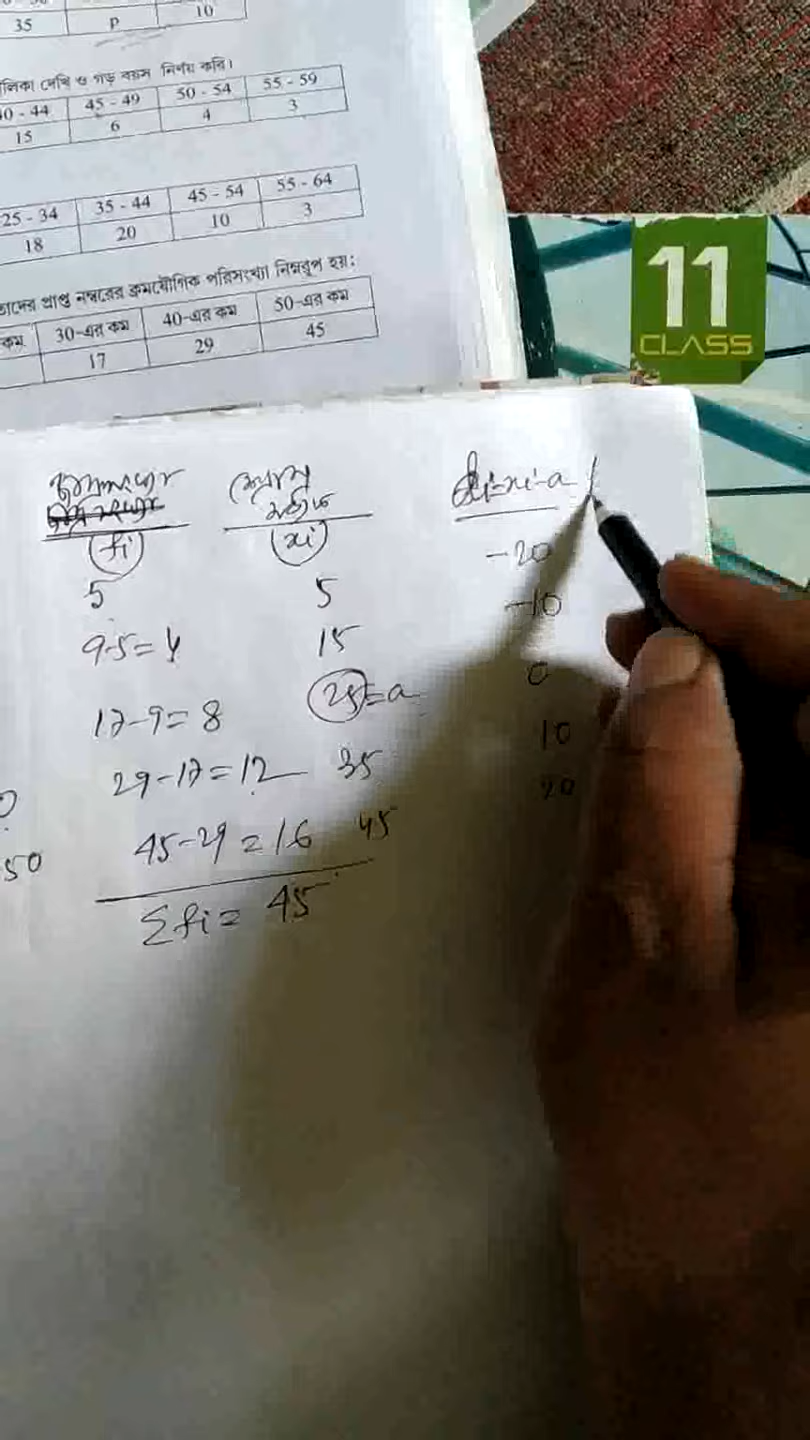 35 P 10
লিকা দেখি ও গড় বয়স নির্ণয় করি।
40 - 44 45 - 49 50 - 54 55 - 59
15 6 4 3
25 - 34 35 - 44 45 - 54 55 - 64
18 20 10 3
তাদের প্রাপ্ত নম্বরের ক্রমযৌগিক পরিসংখ্যা নিম্নরূপ হয়:
কম 30-এর কম 40-এর কম 50-এর কম
17 29 45
11
CLASS
di=xi-a
(fi) (xi)
5 5 -20
9-5=4 15 -10
17-9=8 25=a 0
29-17=12 35 10
45-29=16 45 20
50
Σfi= 45